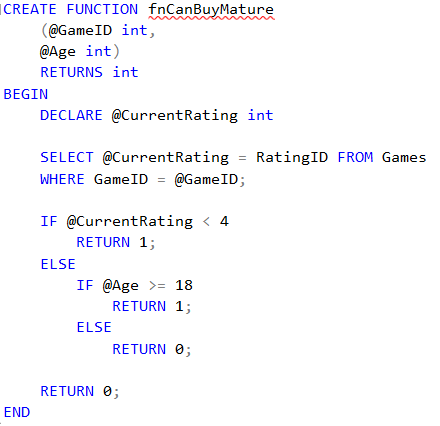 CREATE FUNCTION fnCanBuyMature
(@GameID int,
@Age int)
RETURNS int
BEGIN
DECLARE @CurrentRating int
SELECT @CurrentRating = RatingID FROM Games
WHERE GameID = @GameID;
IF @CurrentRating < 4
RETURN 1;
ELSE
IF @Age >= 18
RETURN 1;
ELSE
RETURN 0;
RETURN 0;
END